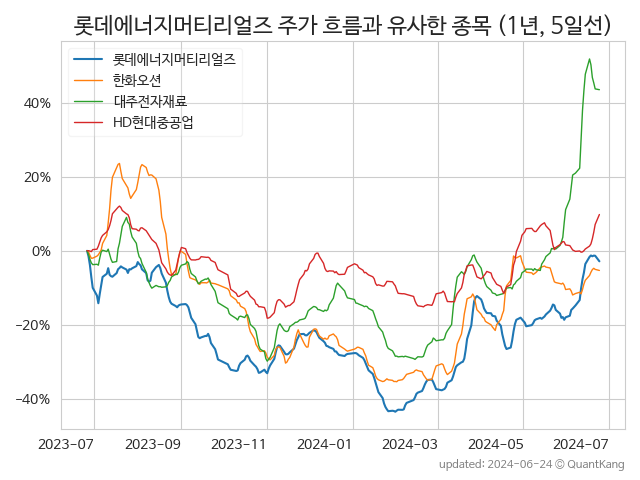 롯데에너지머티리얼즈 주가 흐름과 유사한 종목 (1년, 5일선)
롯데에너지머티리얼즈
한화오션
대주전자재료
HD현대중공업
40%
20%
0%
−20%
−40%
2023-07 2023-09 2023-11 2024-01 2024-03 2024-05 2024-07
updated: 2024-06-24 © QuantKang